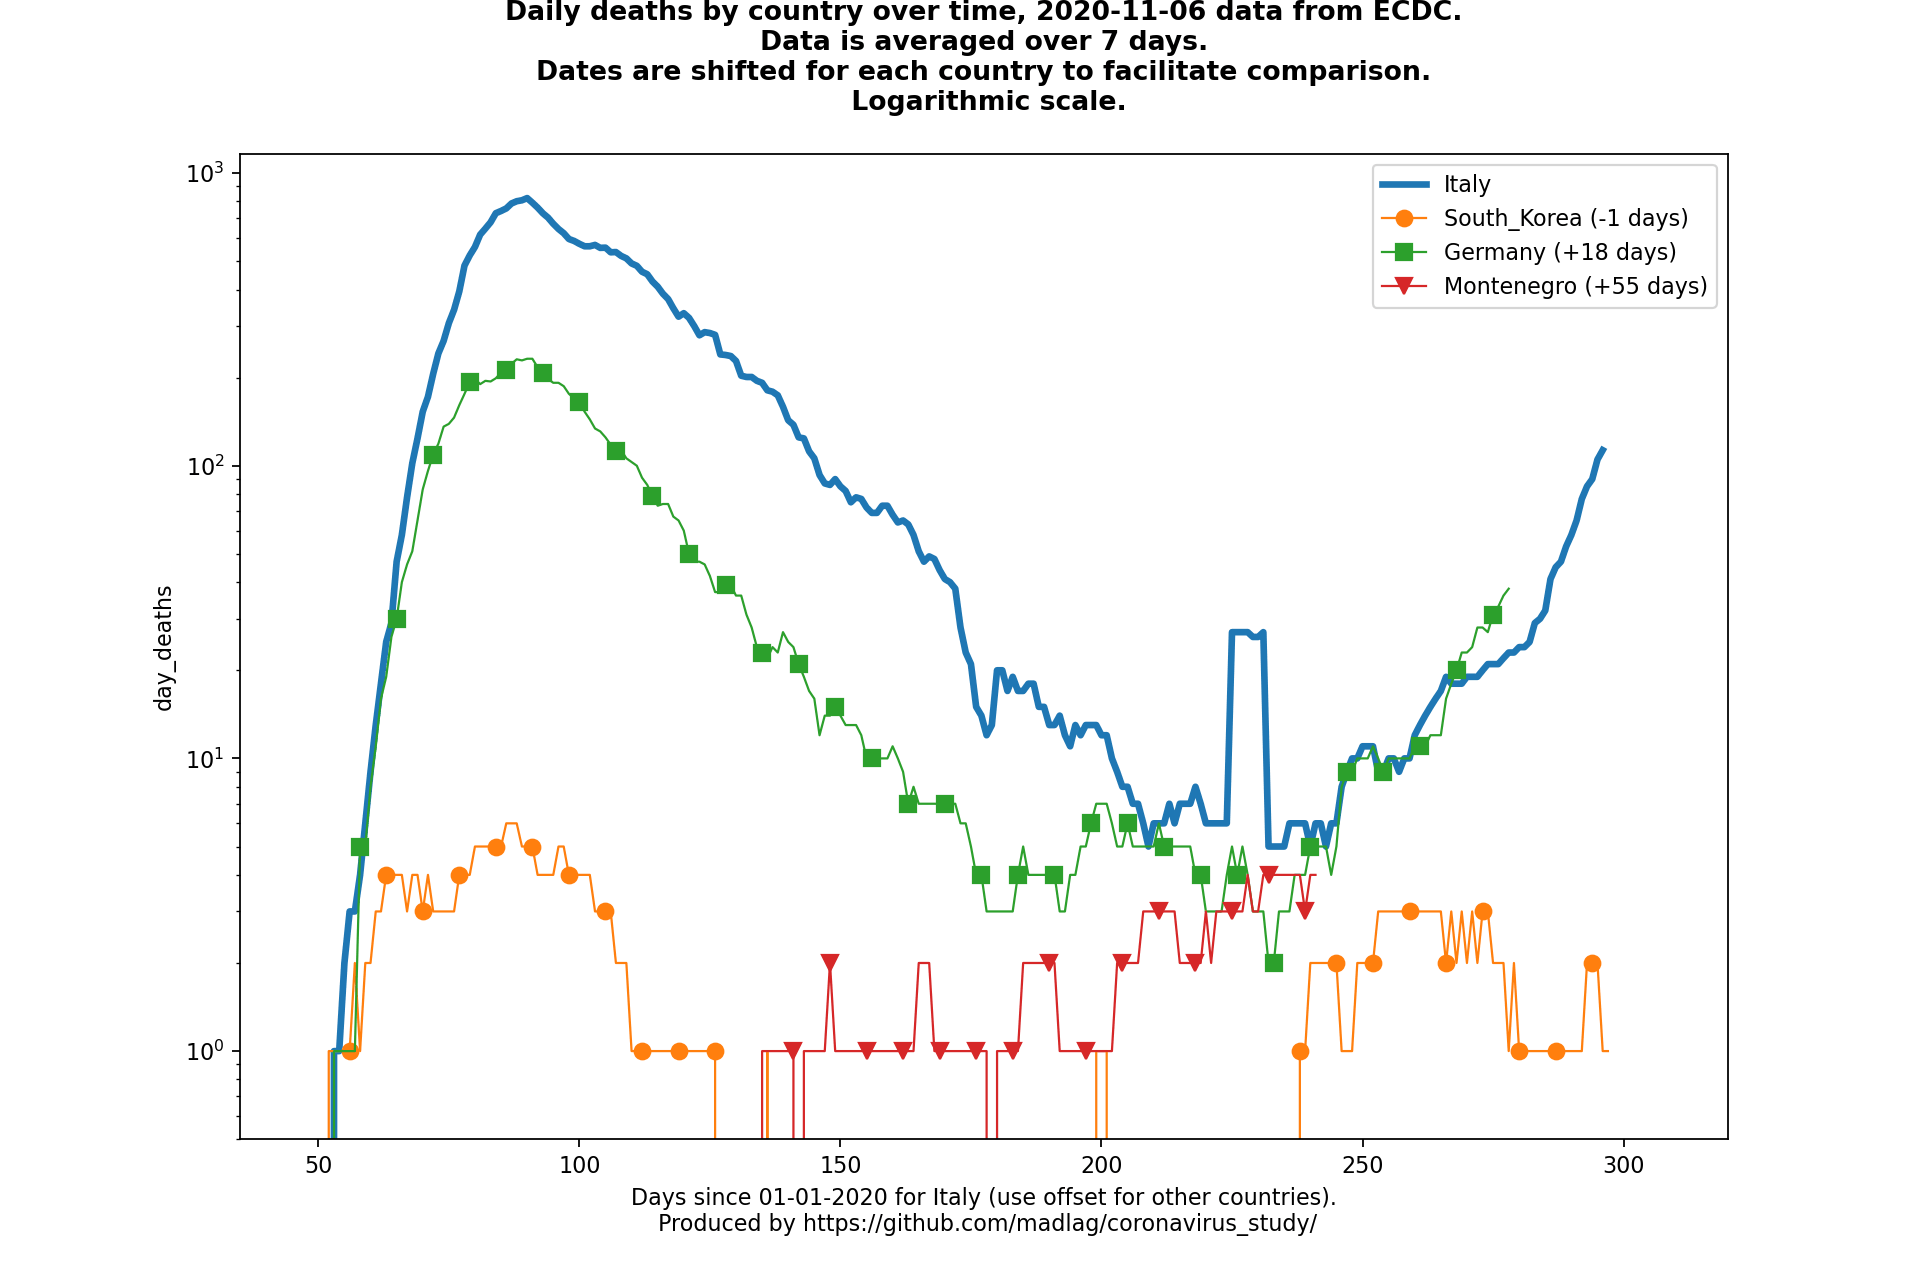 Daily deaths by country over time, 2020-11-06 data from ECDC.
Data is averaged over 7 days.
Dates are shifted for each country to facilitate comparison.
Logarithmic scale.
10³
Italy
South_Korea (-1 days)
Germany (+18 days)
Montenegro (+55 days)
10²
day_deaths
10¹
10⁰
50 100 150 200 250 300
Days since 01-01-2020 for Italy (use offset for other countries).
Produced by https://github.com/madlag/coronavirus_study/